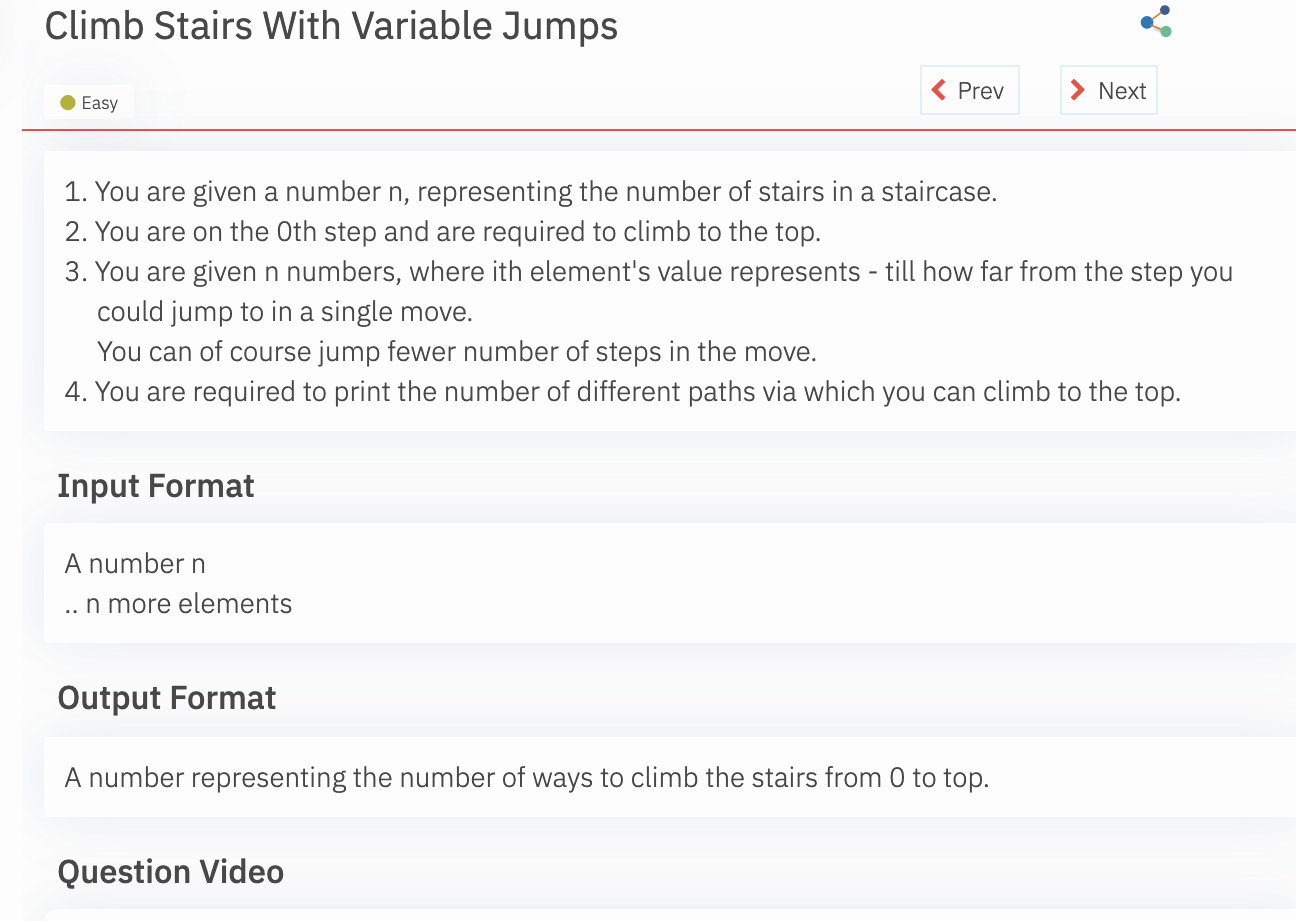 Climb Stairs With Variable Jumps
Easy
Prev
Next
1. You are given a number n, representing the number of stairs in a staircase.
2. You are on the 0th step and are required to climb to the top.
3. You are given n numbers, where ith element's value represents - till how far from the step you
could jump to in a single move.
You can of course jump fewer number of steps in the move.
4. You are required to print the number of different paths via which you can climb to the top.
Input Format
A number n
.. n more elements
Output Format
A number representing the number of ways to climb the stairs from 0 to top.
Question Video